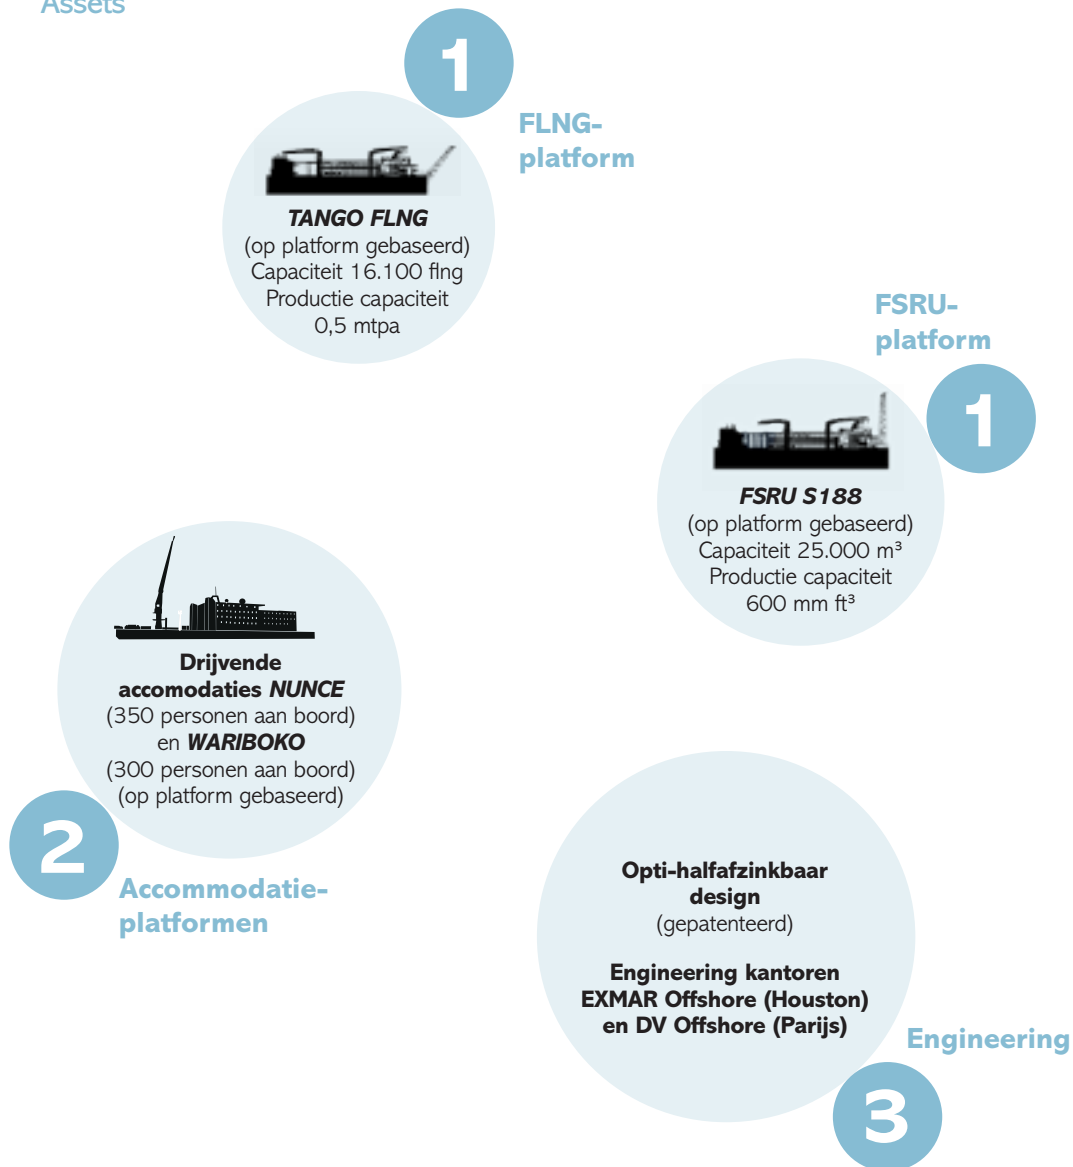 Assets
1
FLNG-
platform
TANGO FLNG
(op platform gebaseerd)
Capaciteit 16.100 flng
Productie capaciteit
0,5 mtpa
FSRU-
platform
1
FSRU S188
(op platform gebaseerd)
Capaciteit 25.000 m³
Productie capaciteit
600 mm ft³
Drijvende
accomodaties NUNCE
(350 personen aan boord)
en WARIBOKO
(300 personen aan boord)
(op platform gebaseerd)
2
Accommodatie-
platformen
Opti-halfafzinkbaar
design
(gepatenteerd)
Engineering kantoren
EXMAR Offshore (Houston)
en DV Offshore (Parijs)
Engineering
3